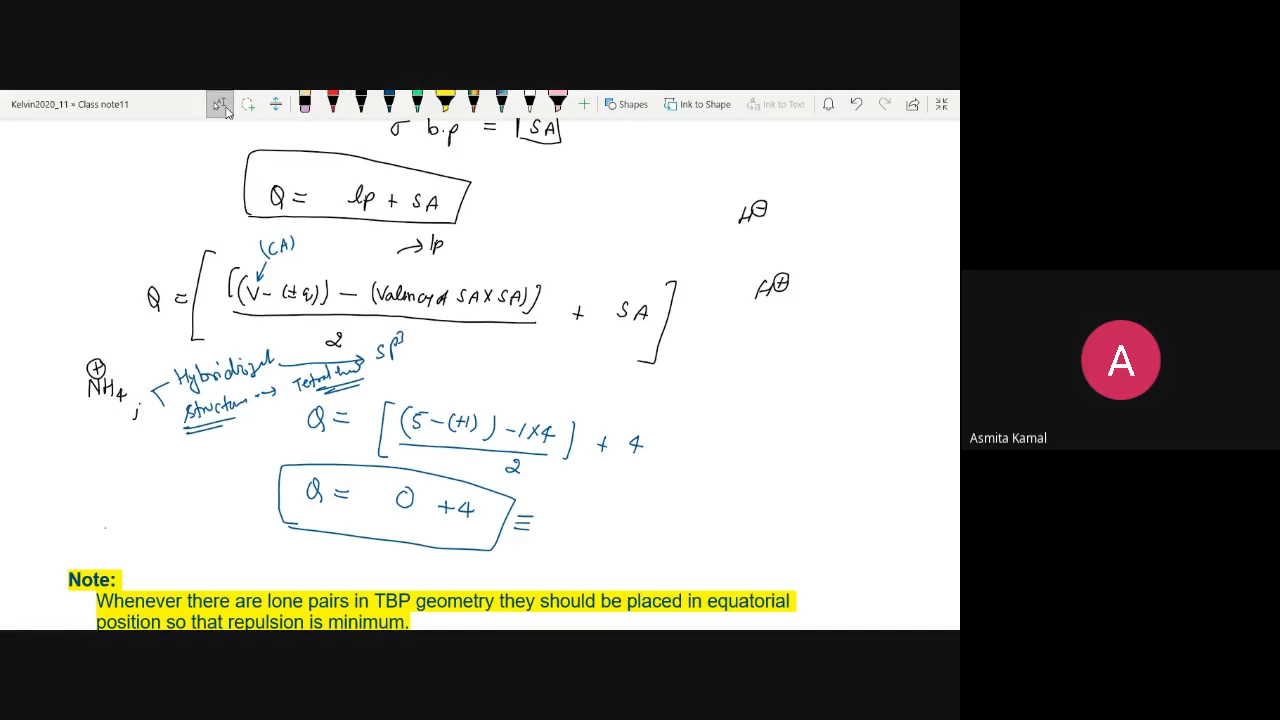 Kelvin2020_11 » Class note11
Shapes Ink to Shape Ink to Text
σ b.p = SA
Q = lp + SA
(CA) → lp
Q = [ [(V - (± q)) - (Valency of SA X SA)] / 2 + SA ]
H⊖
H⊕
⊕
NH4 ; Hybridized → sp3
structure → Tetrahedral
Q = [ (5 - (+1)) - 1×4 / 2 ] + 4
Q = 0 + 4 ≡
Note:
Whenever there are lone pairs in TBP geometry they should be placed in equatorial
position so that repulsion is minimum.
A
Asmita Kamal